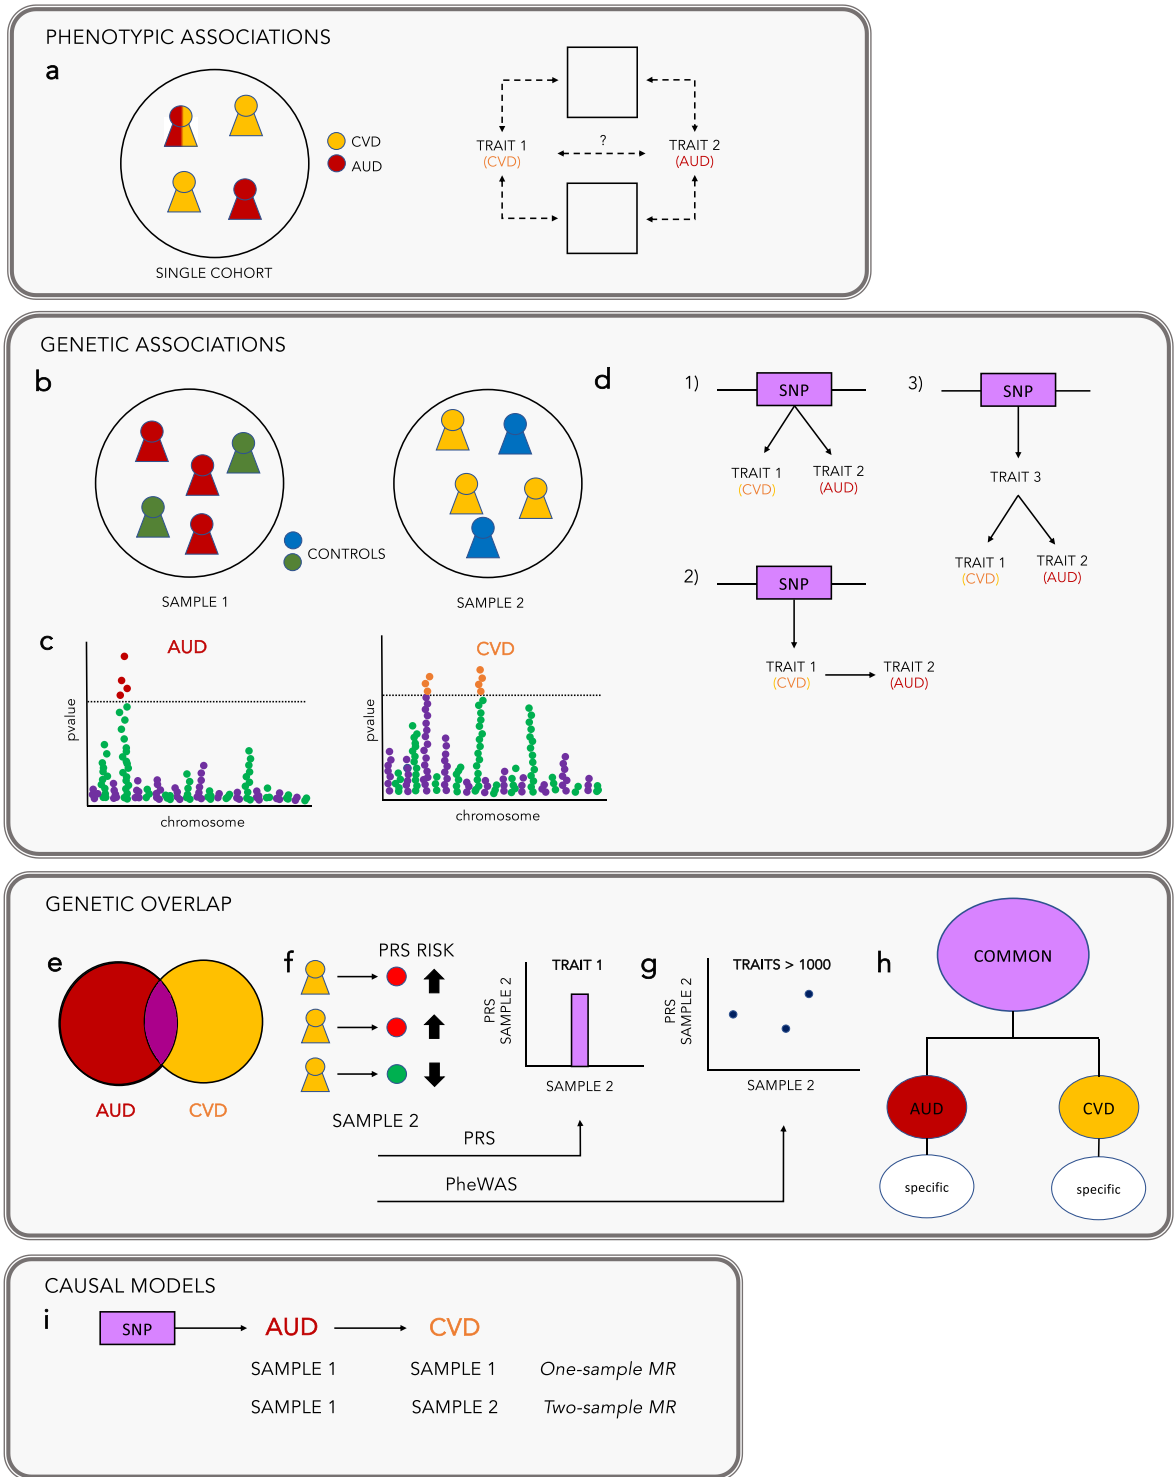 PHENOTYPIC ASSOCIATIONS
a
CVD
AUD
SINGLE COHORT
TRAIT 1
(CVD)
?
TRAIT 2
(AUD)
GENETIC ASSOCIATIONS
b
CONTROLS
SAMPLE 1
SAMPLE 2
c
AUD
pvalue
chromosome
CVD
pvalue
chromosome
d
1)
SNP
TRAIT 1
(CVD)
TRAIT 2
(AUD)
2)
SNP
TRAIT 1
(CVD)
TRAIT 2
(AUD)
3)
SNP
TRAIT 3
TRAIT 1
(CVD)
TRAIT 2
(AUD)
GENETIC OVERLAP
e
AUD
CVD
f
PRS RISK
SAMPLE 2
PRS
PheWAS
TRAIT 1
PRS
SAMPLE 2
SAMPLE 2
g
TRAITS > 1000
PRS
SAMPLE 2
SAMPLE 2
h
COMMON
AUD
CVD
specific
specific
CAUSAL MODELS
i
SNP
AUD
CVD
SAMPLE 1
SAMPLE 1
One-sample MR
SAMPLE 1
SAMPLE 2
Two-sample MR